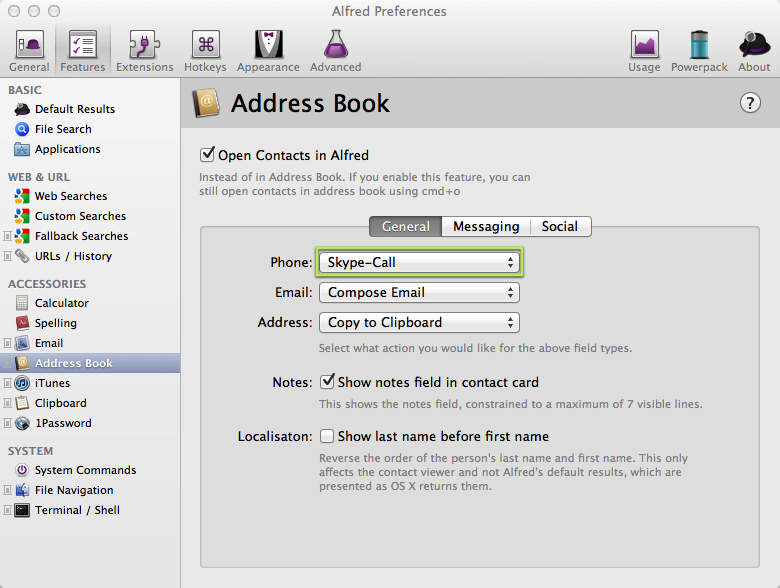 Alfred Preferences
General
Features
Extensions
Hotkeys
Appearance
Advanced
Usage
Powerpack
About
BASIC
Default Results
File Search
Applications
WEB & URL
Web Searches
Custom Searches
Fallback Searches
URLs / History
ACCESSORIES
Calculator
Spelling
Email
Address Book
iTunes
Clipboard
1Password
SYSTEM
System Commands
File Navigation
Terminal / Shell
Address Book
?
Open Contacts in Alfred
Instead of in Address Book. If you enable this feature, you can
still open contacts in address book using cmd+o
General
Messaging
Social
Phone: Skype-Call
Email: Compose Email
Address: Copy to Clipboard
Select what action you would like for the above field types.
Notes: Show notes field in contact card
This shows the notes field, constrained to a maximum of 7 visible lines.
Localisaton: Show last name before first name
Reverse the order of the person's last name and first name. This only
affects the contact viewer and not Alfred's default results, which are
presented as OS X returns them.